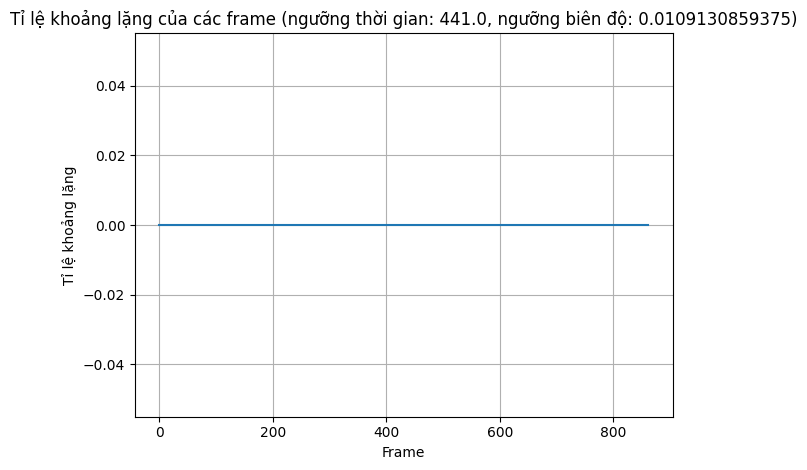 Tỉ lệ khoảng lặng của các frame (ngưỡng thời gian: 441.0, ngưỡng biên độ: 0.0109130859375)
0.04
0.02
0.00
−0.02
−0.04
Tỉ lệ khoảng lặng
0 200 400 600 800
Frame